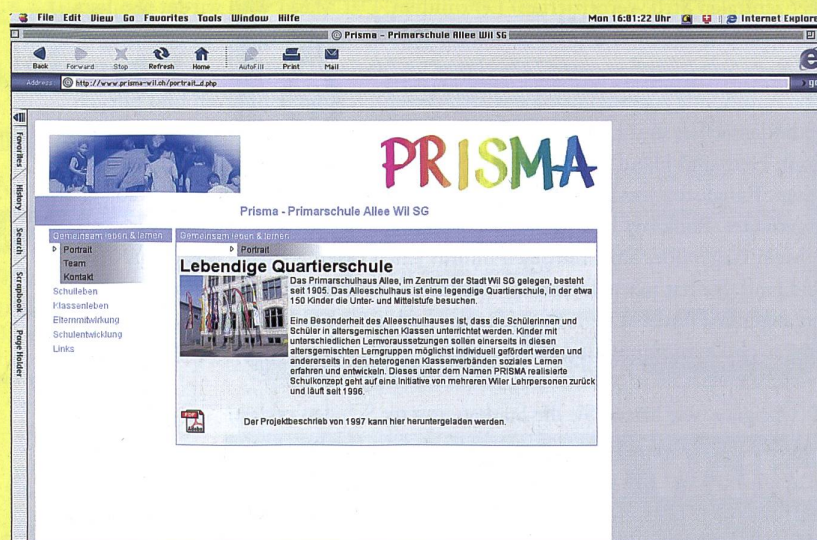 File Edit View Go Favorites Tools Window Hilfe Mon 16:01:22 Uhr Internet Explore
Prisma - Primarschule Allee Wil SG
Back Forward Stop Refresh Home AutoFill Print Mail
Address: http://www.prisma-wil.ch/portrait_d.php go
Favorites
History
Search
Scrapbook
Page Holder
PRISMA
Prisma - Primarschule Allee Wil SG
Gemeinsam leben & lernen
Portrait
Team
Kontakt
Schulleben
Klassenleben
Elternmitwirkung
Schulentwicklung
Links
Gemeinsam leben & lernen
Portrait
Lebendige Quartierschule
Das Primarschulhaus Allee, im Zentrum der Stadt Wil SG gelegen, besteht
seit 1905. Das Alleeschulhaus ist eine legendige Quartierschule, in der etwa
150 Kinder die Unter- und Mittelstufe besuchen.
Eine Besonderheit des Alleeschulhauses ist, dass die Schülerinnen und
Schüler in altersgemischen Klassen unterrichtet werden. Kinder mit
unterschiedlichen Lernvoraussetzungen sollen einerseits in diesen
altersgemischten Lerngruppen möglichst individuell gefördert werden und
andererseits in den heterogenen Klassenverbänden soziales Lernen
erfahren und entwickeln. Dieses unter dem Namen PRISMA realisierte
Schulkonzept geht auf eine Initiative von mehreren Wiler Lehrpersonen zurück
und läuft seit 1996.
PDF
Adobe
Der Projektbeschrieb von 1997 kann hier heruntergeladen werden.